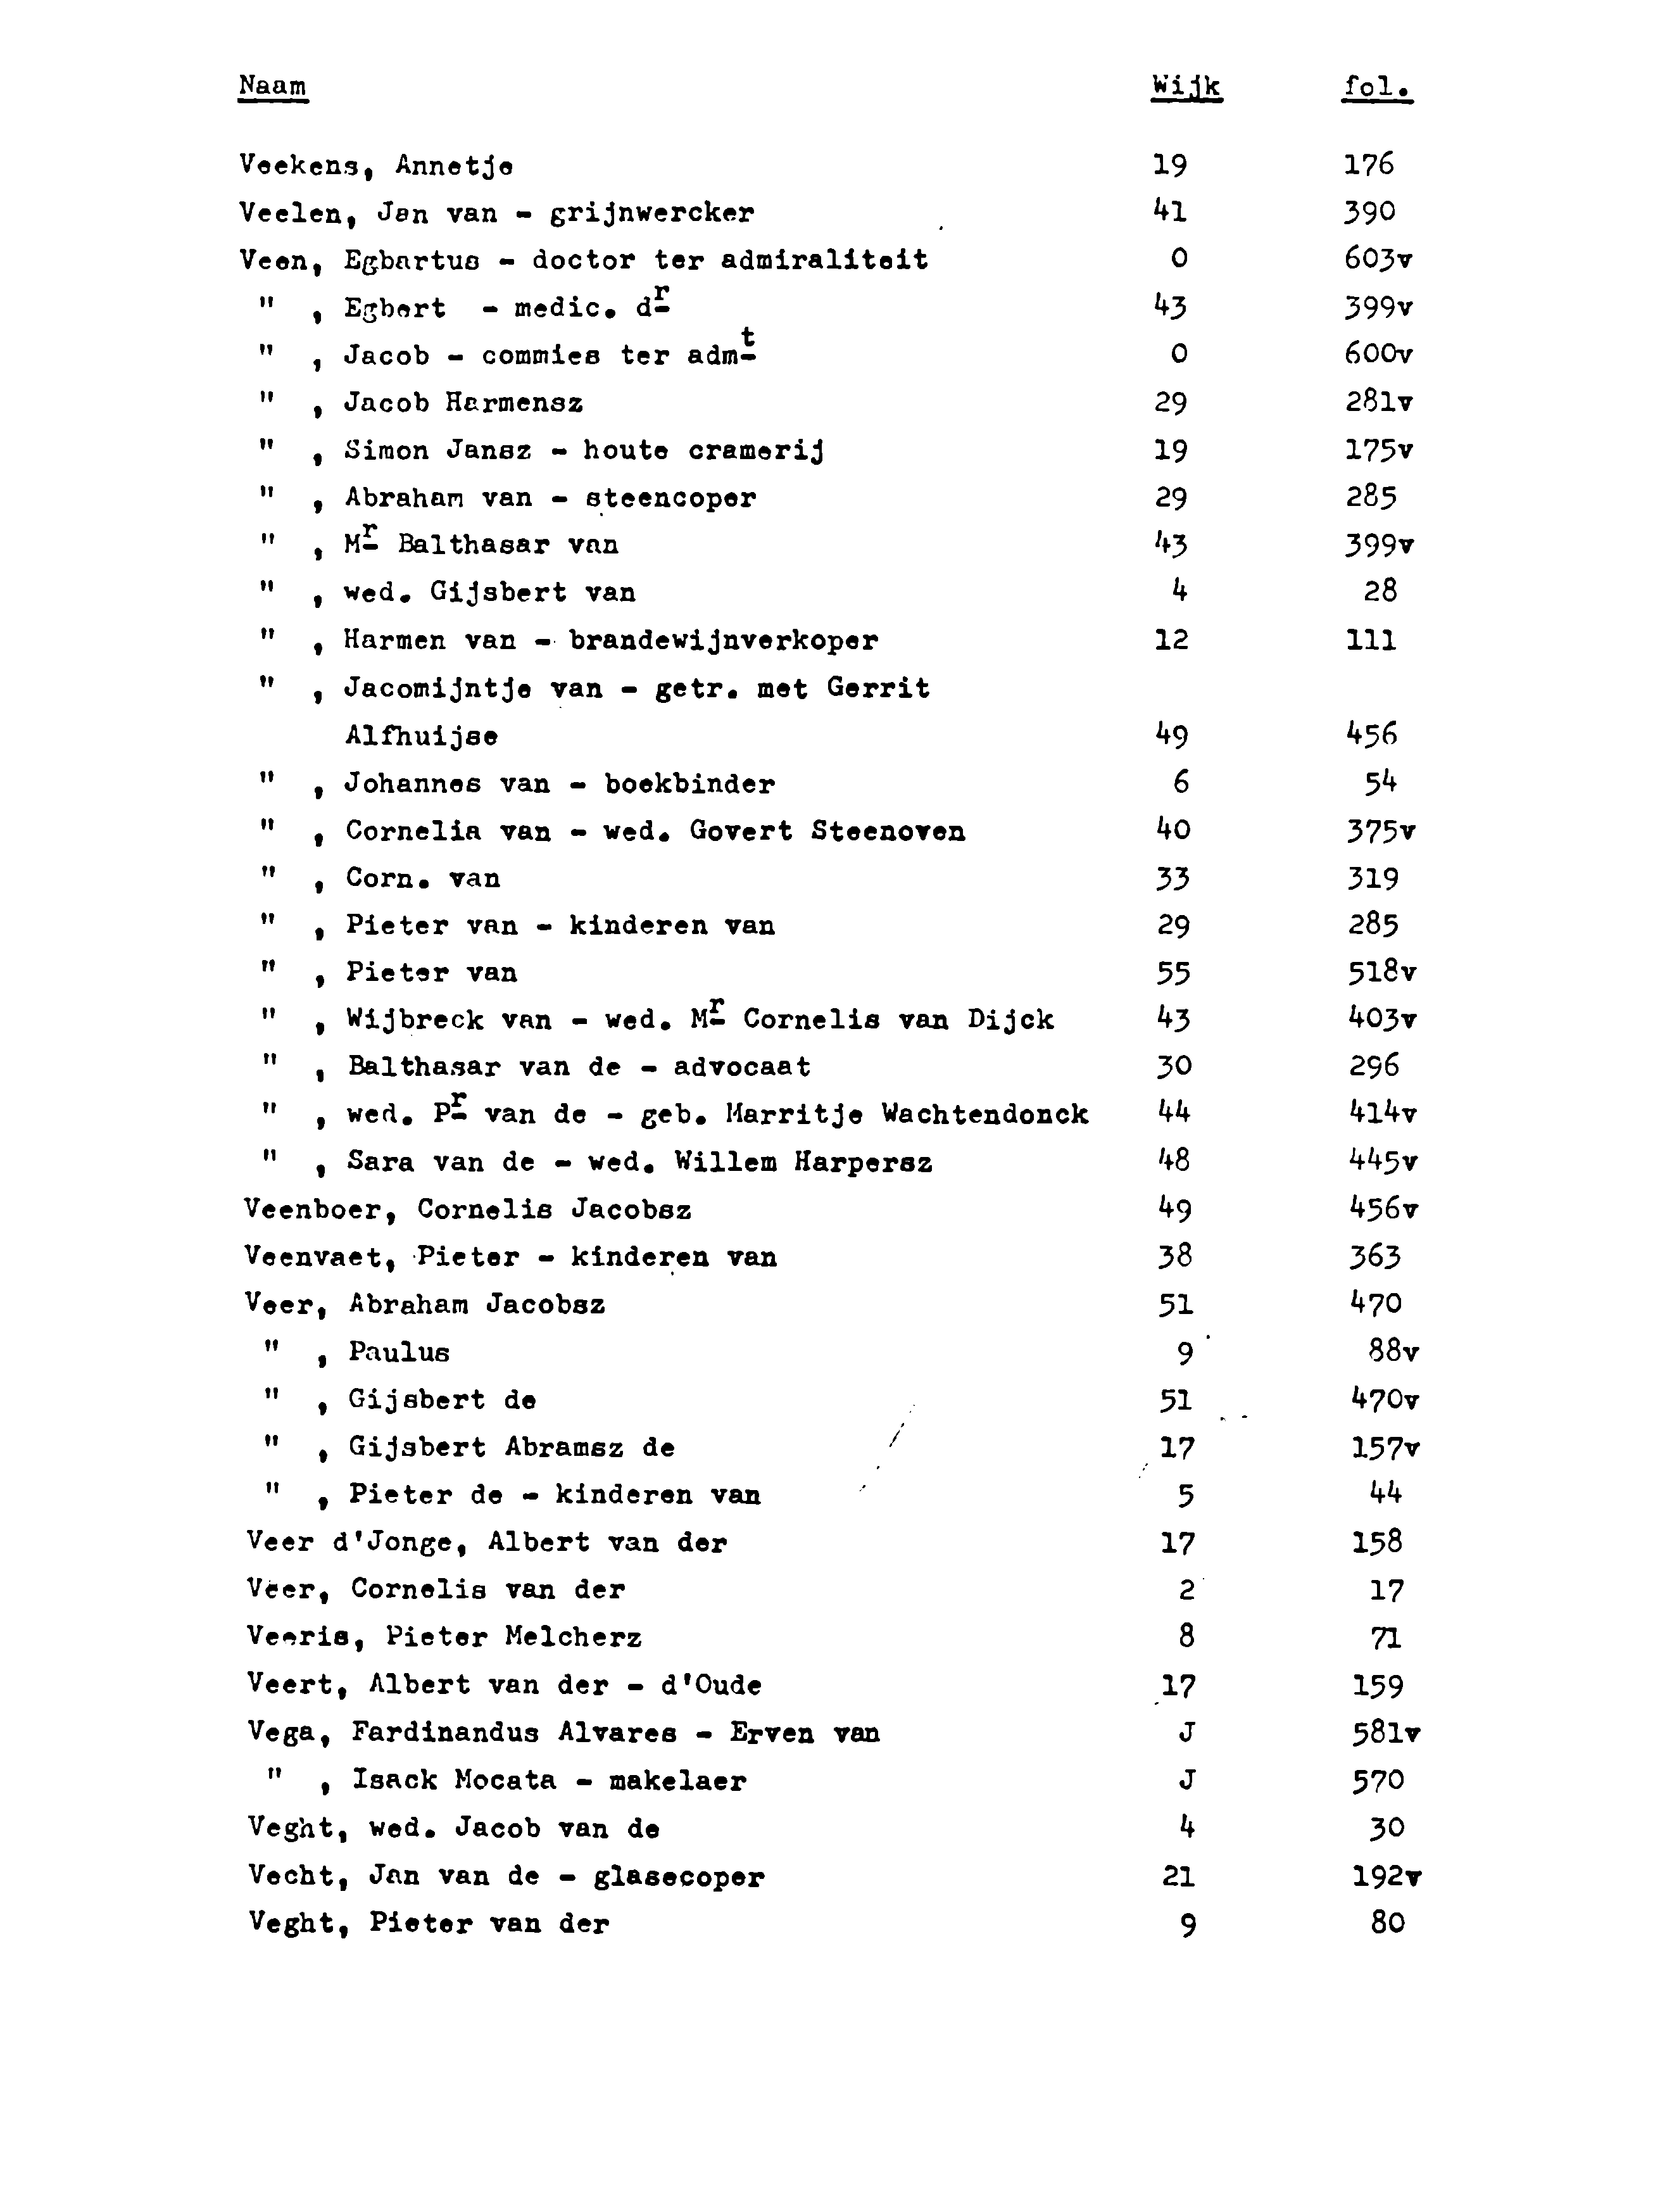 Naam Wijk fol.
Veekens, Annetje 19 176
Veelen, Jan van - grijnwercker 41 390
Veen, Egbartus - doctor ter admiraliteit O 603v
" , Egbert - medic. dr 43 399v
" , Jacob - commies ter admt O 600v
" , Jacob Harmensz 29 281v
" , Simon Jansz - houte cramerij 19 175v
" , Abraham van - steencoper 29 285
" , Mr Balthasar van 43 399v
" , wed. Gijsbert van 4 28
" , Harmen van - brandewijnverkoper 12 111
" , Jacomijntje van - getr. met Gerrit
Alfhuijse 49 456
" , Johannes van - boekbinder 6 54
" , Cornelia van - wed. Govert Steenoven 40 375v
" , Corn. van 33 319
" , Pieter van - kinderen van 29 285
" , Pieter van 55 518v
" , Wijbreck van - wed. Mr Cornelis van Dijck 43 403v
" , Balthasar van de - advocaat 30 296
" , wed. Pr van de - geb. Marritje Wachtendonck 44 414v
" , Sara van de - wed. Willem Harpersz 48 445v
Veenboer, Cornelis Jacobsz 49 456v
Veenvaet, Pieter - kinderen van 38 363
Veer, Abraham Jacobsz 51 470
" , Paulus 9 88v
" , Gijsbert de 51 470v
" , Gijsbert Abramsz de 17 157v
" , Pieter de - kinderen van 5 44
Veer d'Jonge, Albert van der 17 158
Veer, Cornelis van der 2 17
Veeris, Pieter Melcherz 8 71
Veert, Albert van der - d'Oude 17 159
Vega, Fardinandus Alvares - Erven van J 581v
" , Isack Mocata - makelaer J 570
Veght, wed. Jacob van de 4 30
Vecht, Jan van de - glasecoper 21 192v
Veght, Pieter van der 9 80